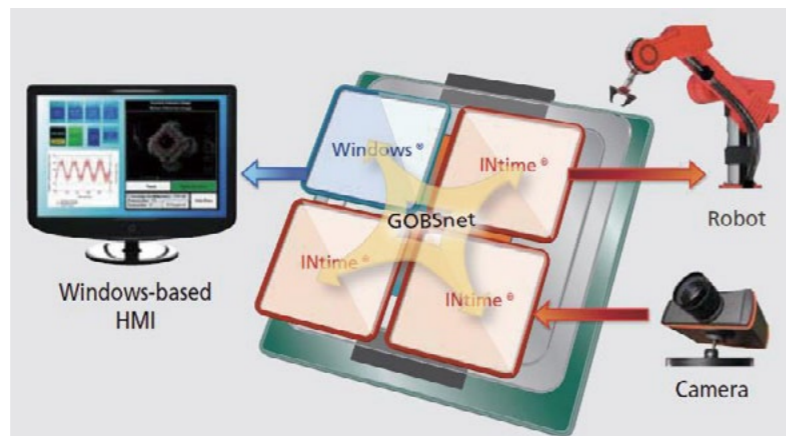 Windows®
INtime®
GOBSnet
INtime®
INtime®
Robot
Windows-based
HMI
Camera